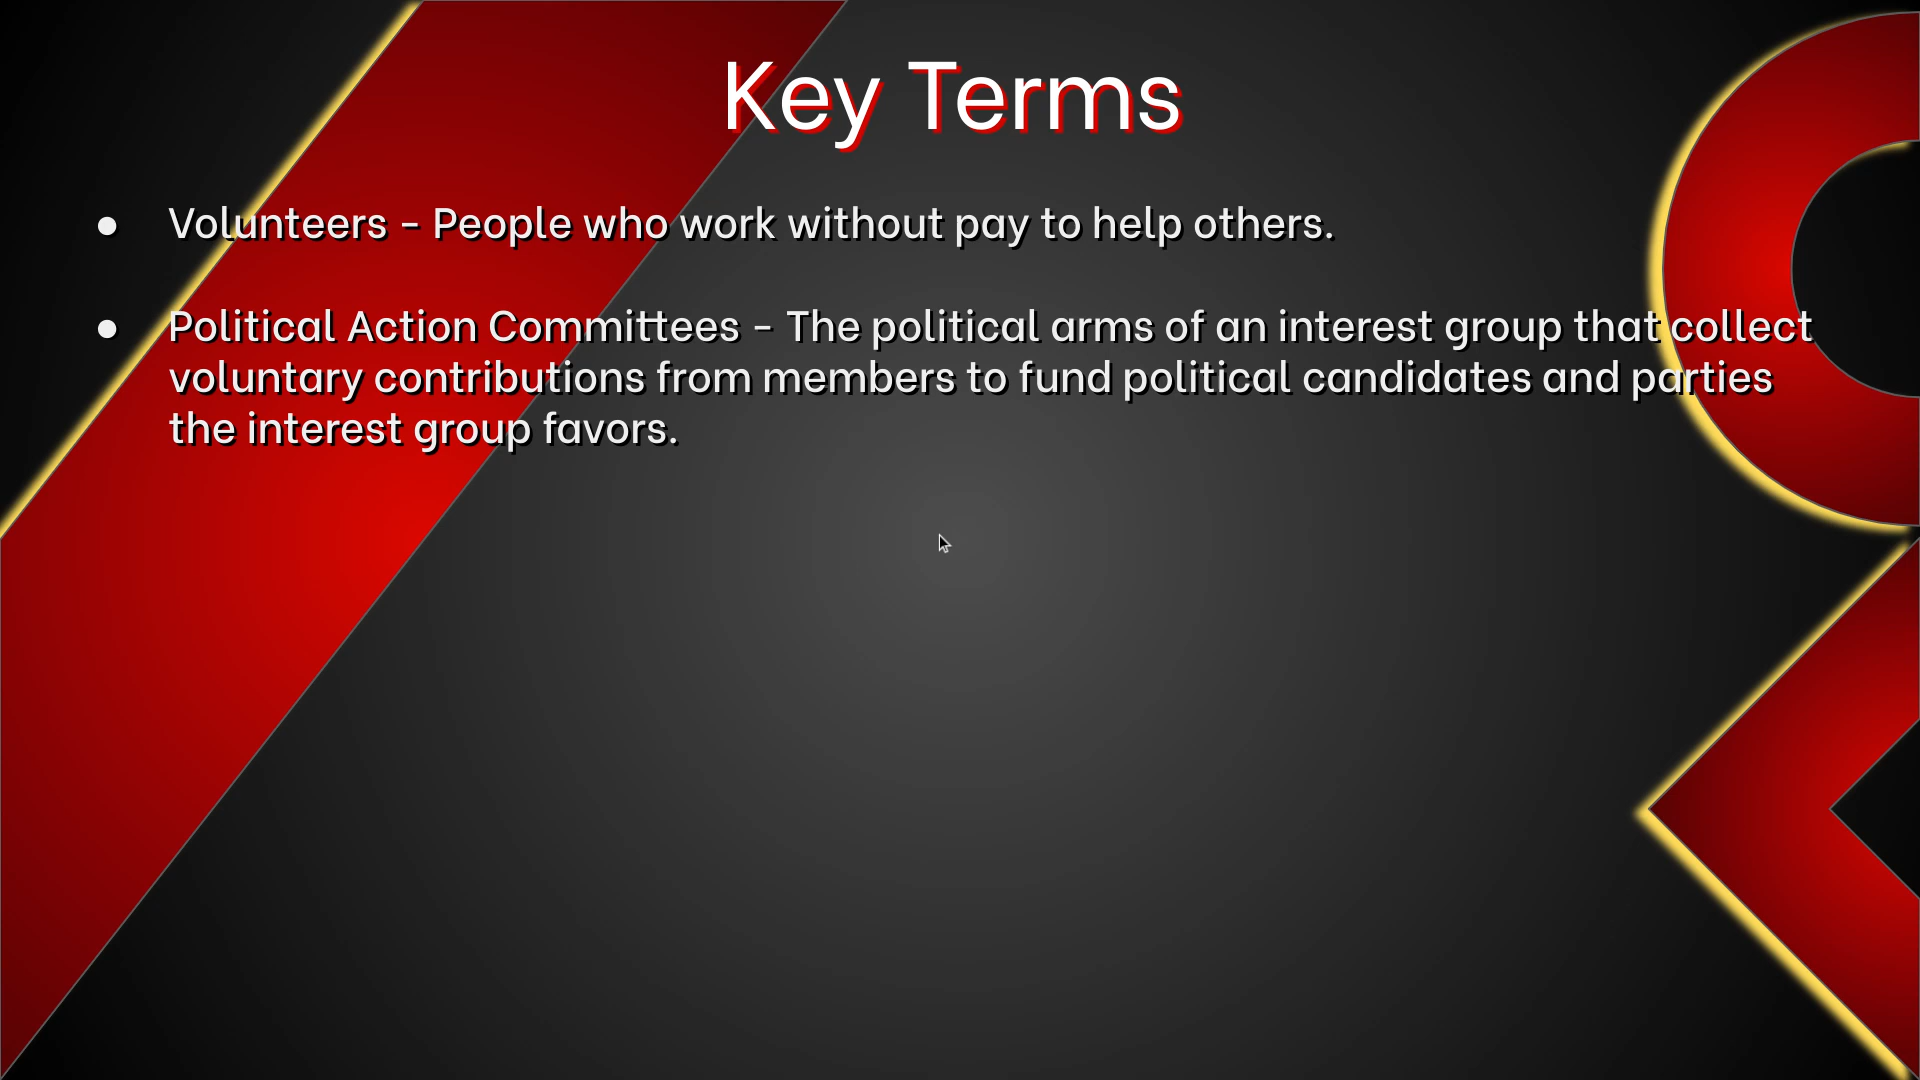 Key Terms
● Volunteers – People who work without pay to help others.
● Political Action Committees – The political arms of an interest group that collect
voluntary contributions from members to fund political candidates and parties
the interest group favors.